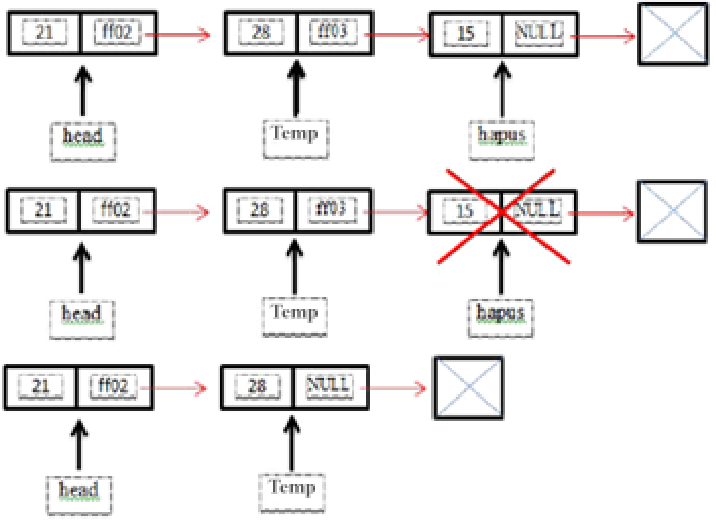 21 ff02 28 ff03 15 NULL
head Temp hapus
21 ff02 28 ff03 15 NULL
head Temp hapus
21 ff02 28 NULL
head Temp